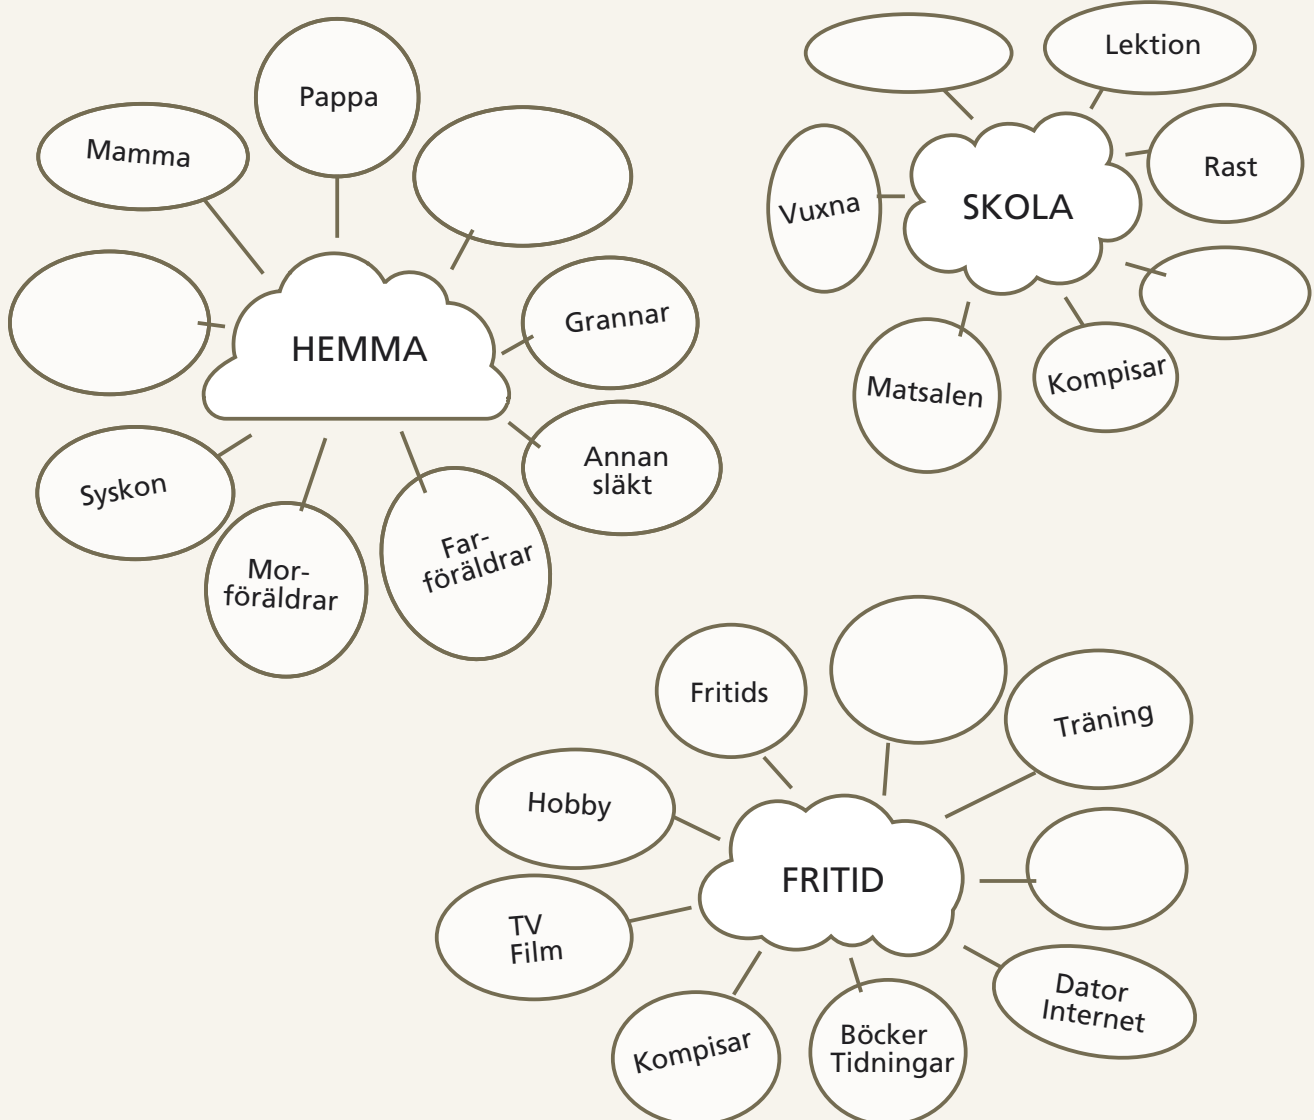 Pappa
Mamma
HEMMA
Grannar
Annan
släkt
Far-
föräldrar
Mor-
föräldrar
Syskon
Lektion
Rast
Vuxna
SKOLA
Kompisar
Matsalen
Fritids
Träning
Hobby
FRITID
TV
Film
Dator
Internet
Böcker
Tidningar
Kompisar